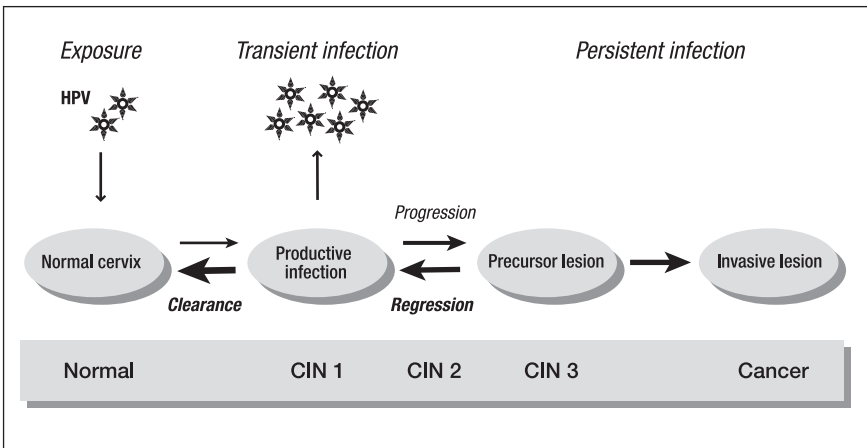 Exposure
Transient infection
Persistent infection
HPV
Progression
Normal cervix
Productive
infection
Precursor lesion
Invasive lesion
Clearance
Regression
Normal
CIN 1
CIN 2
CIN 3
Cancer